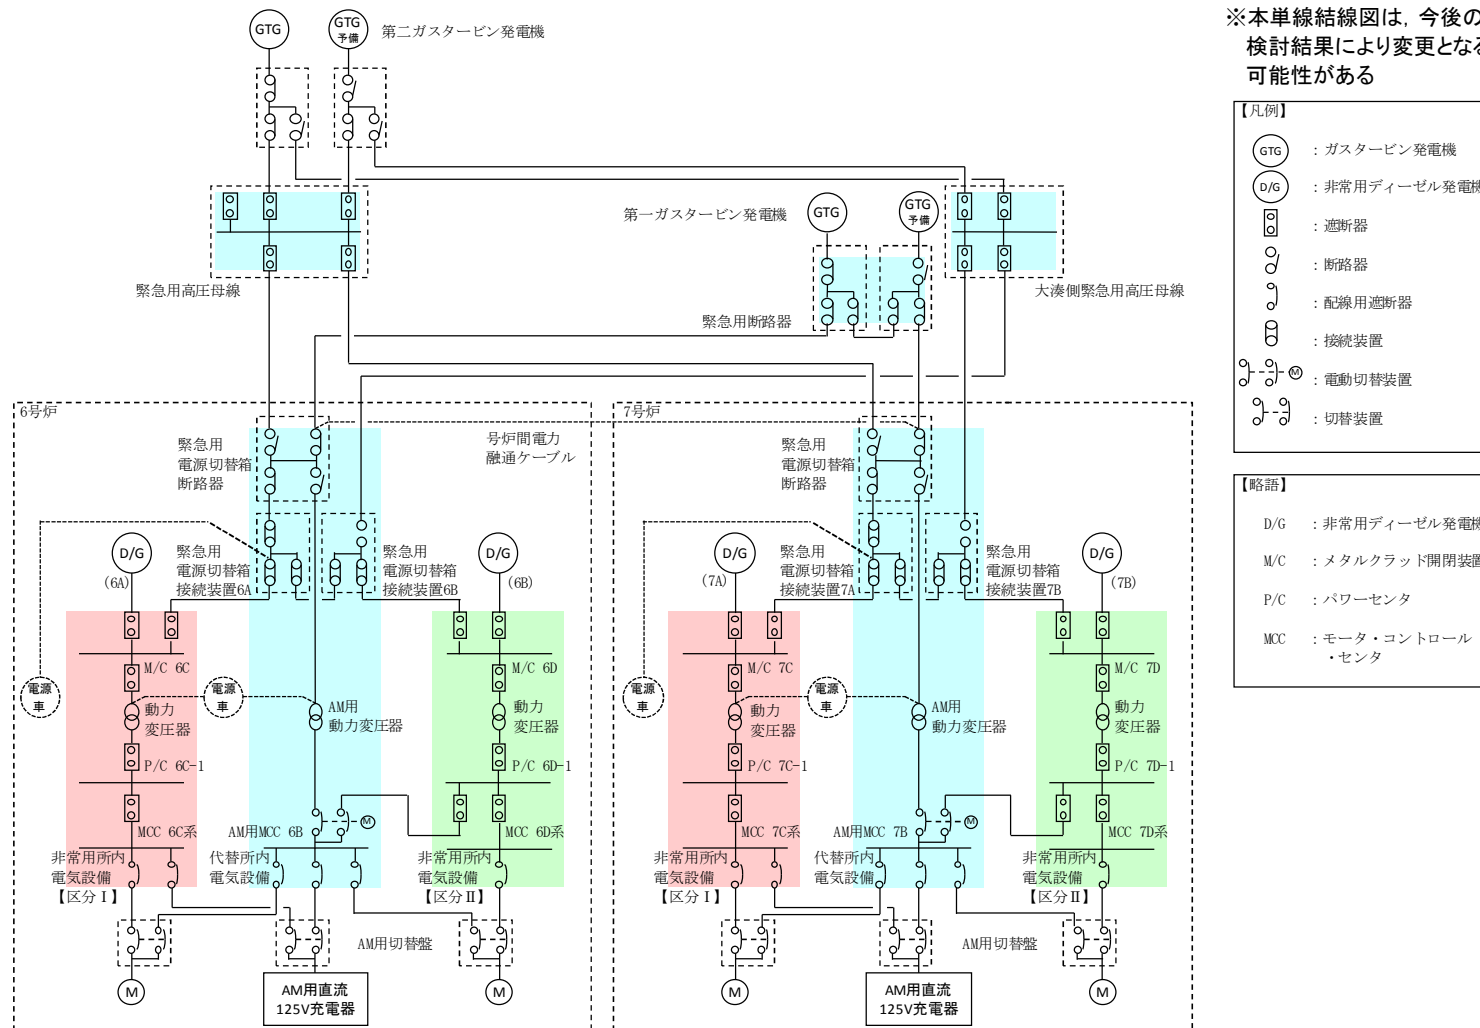 ※本単線結線図は，今後の
検討結果により変更となる
可能性がある
GTG
GTG
予備
第二ガスタービン発電機
【凡例】
GTG
：ガスタービン発電機
D/G
：非常用ディーゼル発電機
：遮断器
：断路器
：配線用遮断器
：接続装置
M
：電動切替装置
：切替装置
第一ガスタービン発電機
GTG
GTG
予備
緊急用高圧母線
大湊側緊急用高圧母線
緊急用断路器
【略語】
D/G ：非常用ディーゼル発電機
M/C ：メタルクラッド開閉装置
P/C ：パワーセンタ
MCC ：モータ・コントロール
・センタ
6号炉
緊急用
電源切替箱
断路器
号炉間電力
融通ケーブル
D/G
(6A)
緊急用
電源切替箱
接続装置6A
緊急用
電源切替箱
接続装置6B
D/G
(6B)
M/C 6C
M/C 6D
電源
車
動力
変圧器
電源
車
AM用
動力変圧器
動力
変圧器
P/C 6C-1
P/C 6D-1
MCC 6C系
AM用MCC 6B
M
MCC 6D系
非常用所内
電気設備
【区分Ⅰ】
代替所内
電気設備
非常用所内
電気設備
【区分Ⅱ】
AM用切替盤
M
AM用直流
125V充電器
M
7号炉
緊急用
電源切替箱
断路器
D/G
(7A)
緊急用
電源切替箱
接続装置7A
緊急用
電源切替箱
接続装置7B
D/G
(7B)
M/C 7C
M/C 7D
電源
車
動力
変圧器
電源
車
AM用
動力変圧器
動力
変圧器
P/C 7C-1
P/C 7D-1
MCC 7C系
AM用MCC 7B
M
MCC 7D系
非常用所内
電気設備
【区分Ⅰ】
代替所内
電気設備
非常用所内
電気設備
【区分Ⅱ】
AM用切替盤
M
AM用直流
125V充電器
M